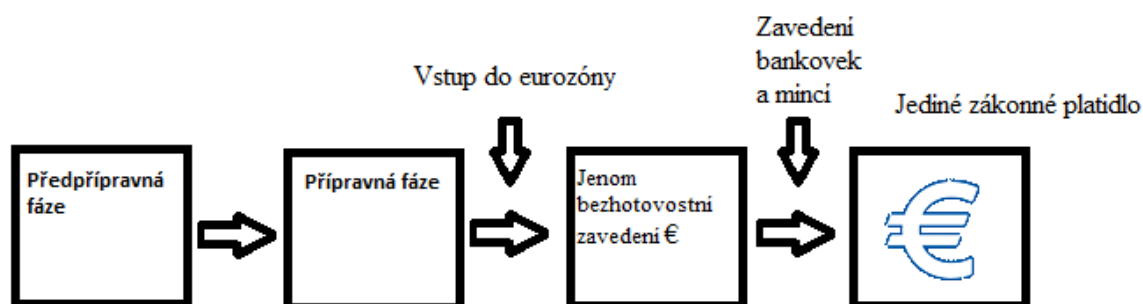 Zavedení
bankovek
a mincí
Vstup do eurozóny
Jediné zákonné platidlo
Předpřípravná
fáze
Přípravná fáze
Jenom
bezhotovostní
zavedení €
€